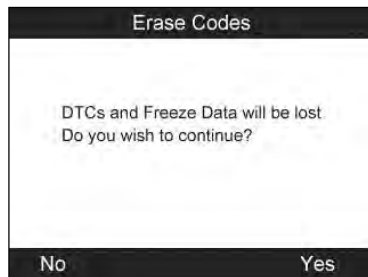 Erase Codes
DTCs and Freeze Data will be lost
Do you wish to continue?
No Yes